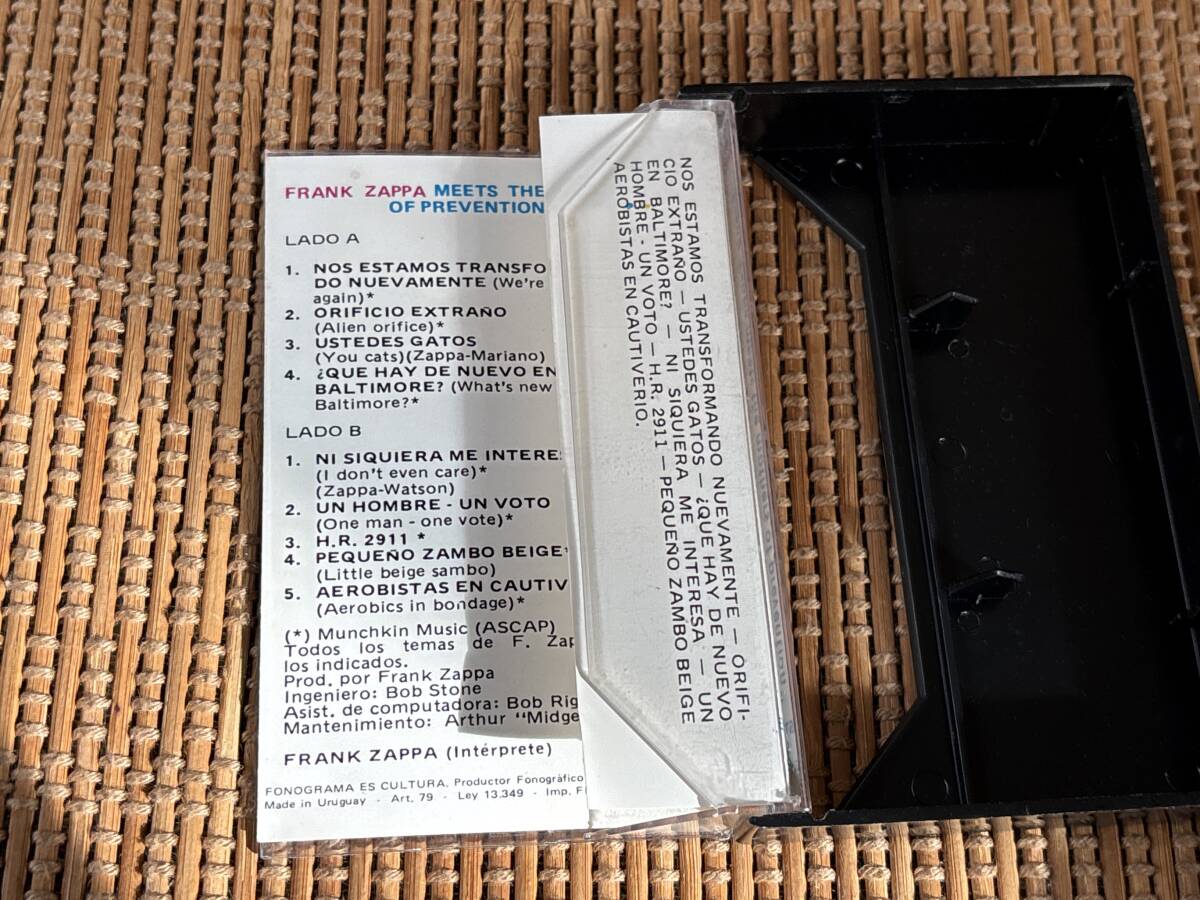 FRANK ZAPPA MEETS THE
OF PREVENTION
LADO A
1. NOS ESTAMOS TRANSFO
DO NUEVAMENTE (We're
again)*
2. ORIFICIO EXTRAÑO
(Alien orifice)*
3. USTEDES GATOS
(You cats)(Zappa-Mariano)
4. ¿QUE HAY DE NUEVO EN
BALTIMORE? (What's new
Baltimore?*
LADO B
1. NI SIQUIERA ME INTERE
(I don't even care)*
(Zappa-Watson)
2. UN HOMBRE - UN VOTO
(One man - one vote)*
3. H.R. 2911 *
4. PEQUEÑO ZAMBO BEIGE
(Little beige sambo)
5. AEROBISTAS EN CAUTIV
(Aerobics in bondage)*
(*) Munchkin Music (ASCAP)
Todos los temas de F. Zap
los indicados.
Prod. por Frank Zappa
Ingeniero: Bob Stone
Asist. de computadora: Bob Rig
Mantenimiento: Arthur "Midge
FRANK ZAPPA (Intérprete)
FONOGRAMA ES CULTURA. Productor Fonográfico
Made in Uruguay - Art. 79 - Ley 13.349 - Imp. F
NOS ESTAMOS TRANSFORMANDO NUEVAMENTE — ORIFI-
CIO EXTRAÑO — USTEDES GATOS — ¿QUE HAY DE NUEVO
EN BALTIMORE? — NI SIQUIERA ME INTERESA — UN
HOMBRE - UN VOTO — H.R. 2911 — PEQUEÑO ZAMBO BEIGE
AEROBISTAS EN CAUTIVERIO.